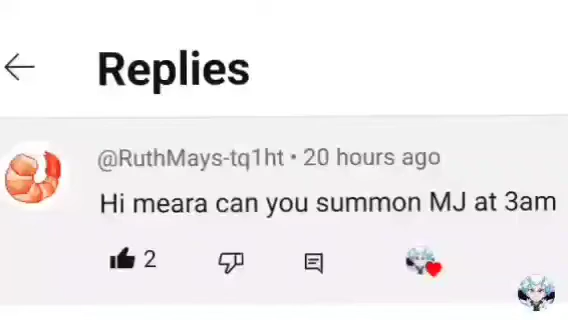 Replies
@RuthMays-tq1ht • 20 hours ago
Hi meara can you summon MJ at 3am
2